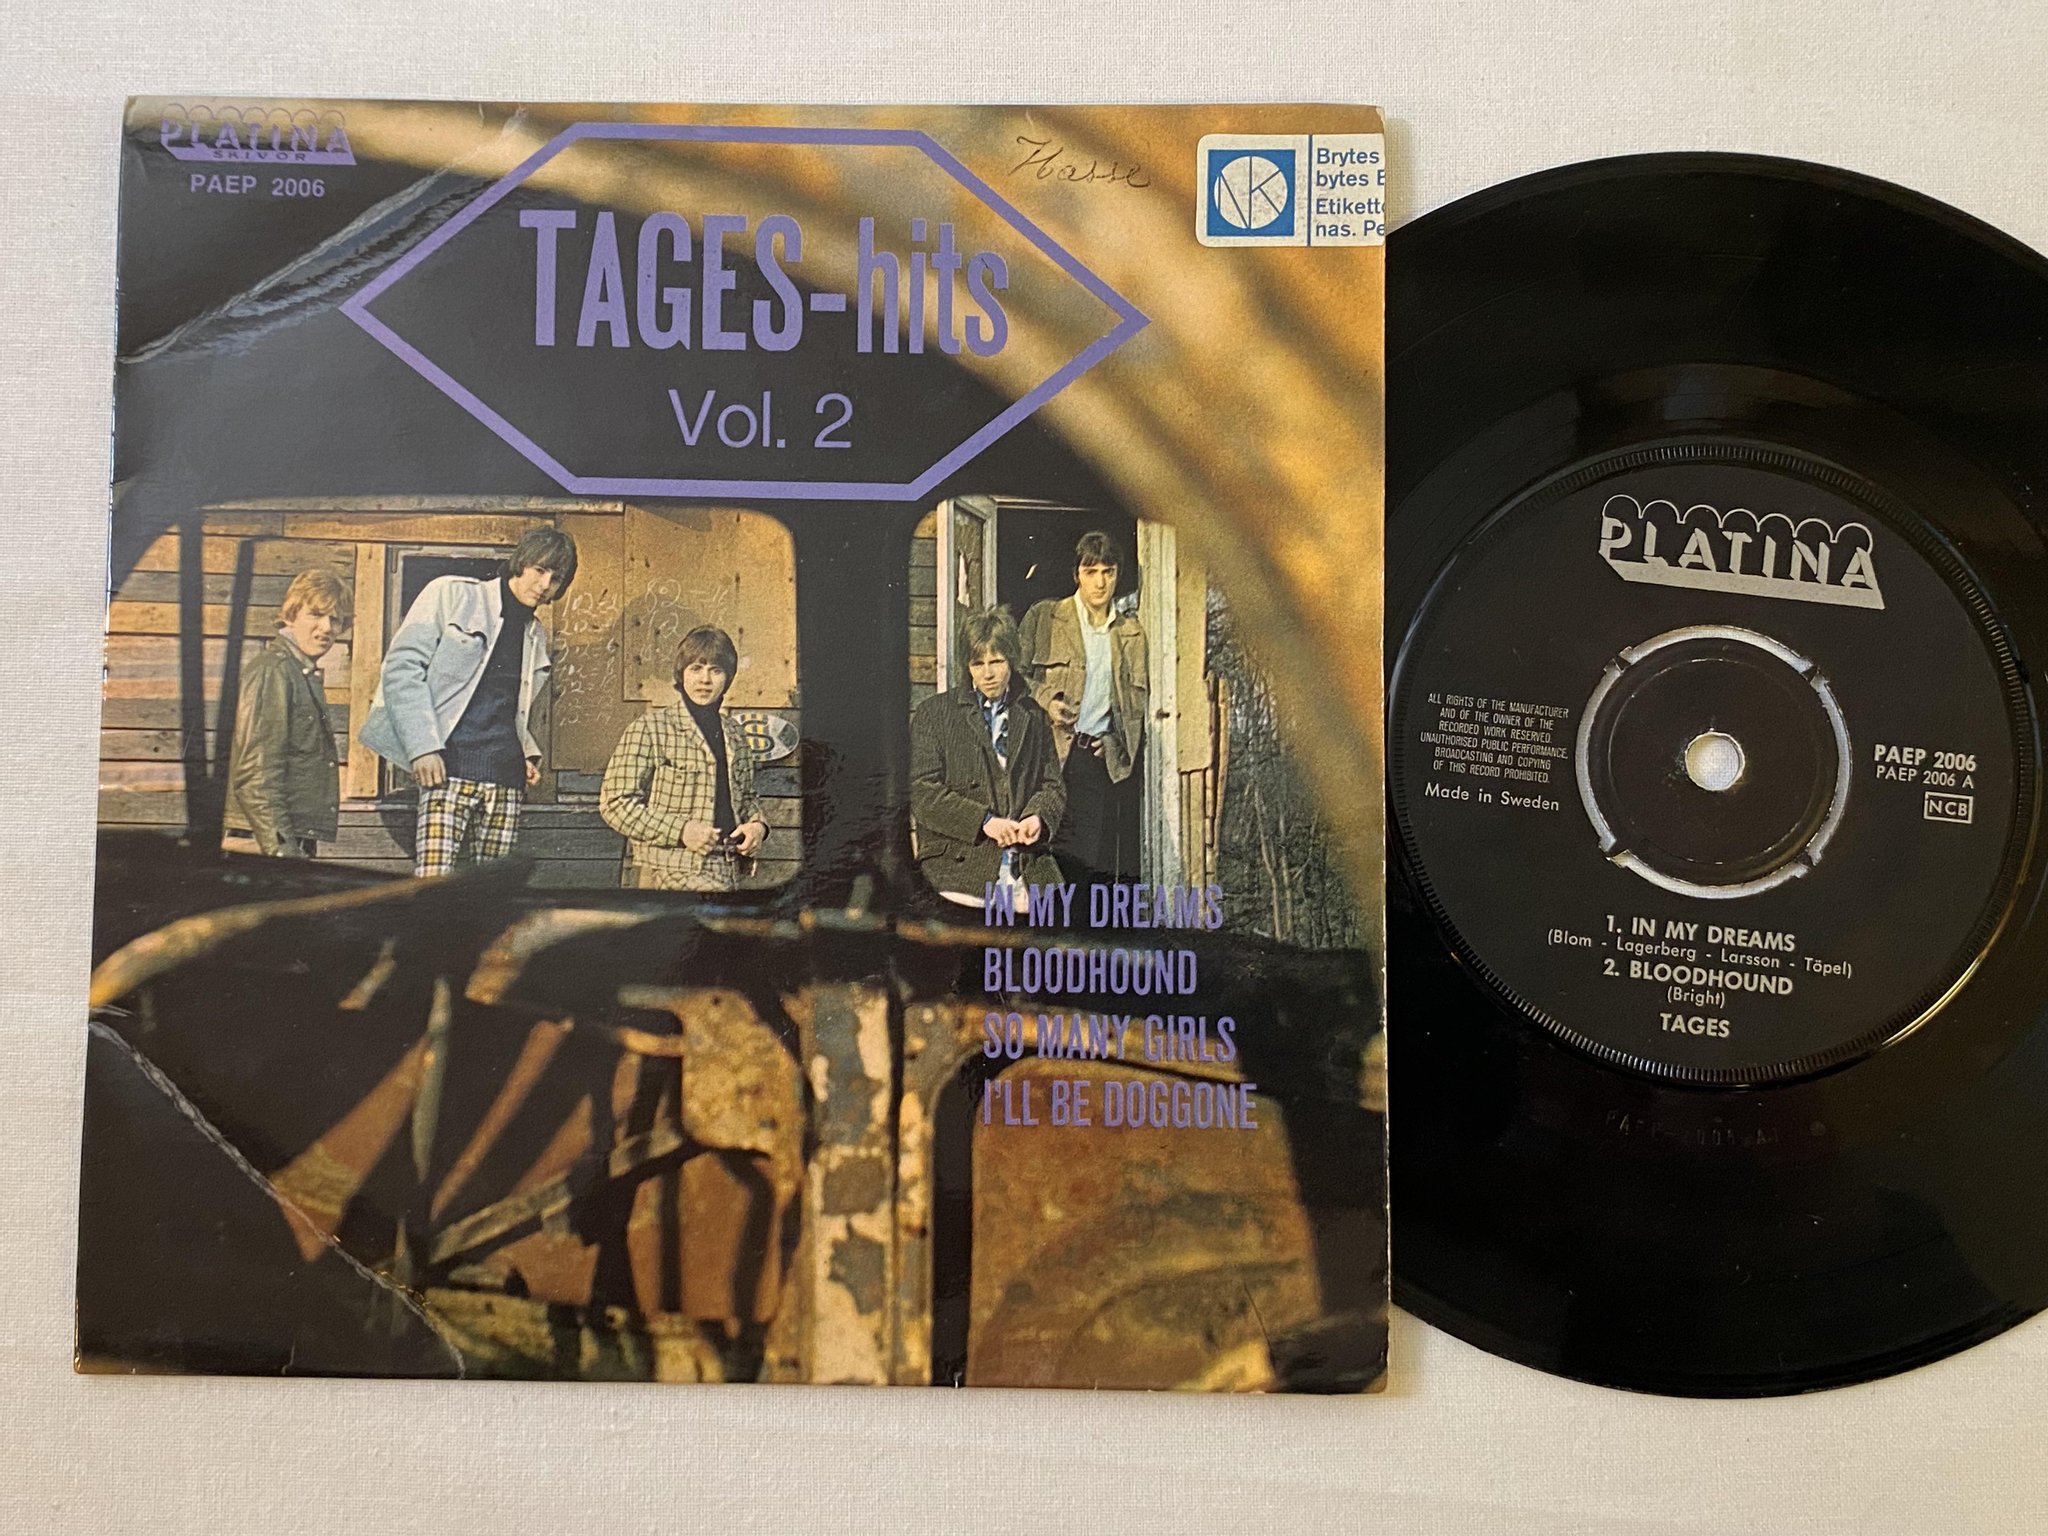 PLATINA
SKIVOR
PAEP 2006
Hasse
TAGES-hits
Vol. 2
NK
Brytes
bytes
Etikett
nas.
IN MY DREAMS
BLOODHOUND
SO MANY GIRLS
I'LL BE DOGGONE
PLATINA
ALL RIGHTS OF THE MANUFACTURER
AND OF THE OWNER OF THE
RECORDED WORK RESERVED.
UNAUTHORISED PUBLIC PERFORMANCE,
BROADCASTING AND COPYING
OF THIS RECORD PROHIBITED.
Made in Sweden
PAEP 2006
PAEP 2006 A
NCB
1. IN MY DREAMS
(Blom - Lagerberg - Larsson - Töpel)
2. BLOODHOUND
(Bright)
TAGES